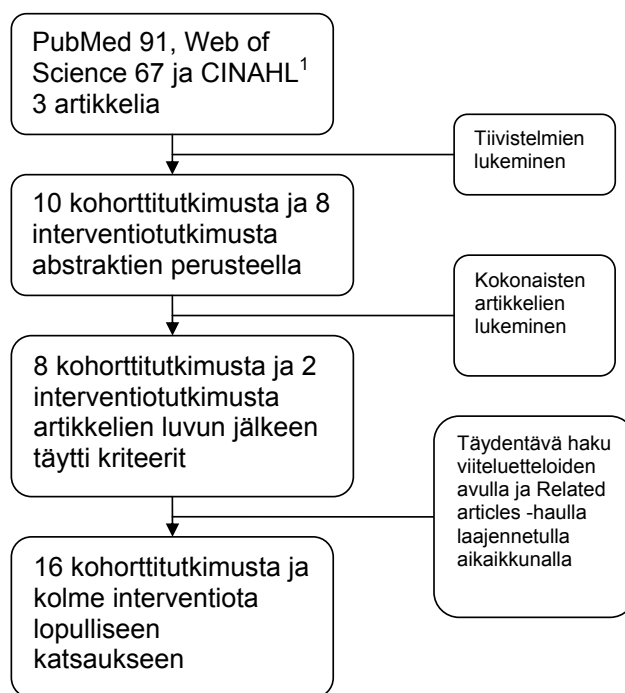 PubMed 91, Web of
Science 67 ja CINAHL¹
3 artikkelia
Tiivistelmien
lukeminen
10 kohorttitutkimusta ja 8
interventiotutkimusta
abstraktien perusteella
Kokonaisten
artikkelien
lukeminen
8 kohorttitutkimusta ja 2
interventiotutkimusta
artikkelien luvun jälkeen
täytti kriteerit
Täydentävä haku
viiteluetteloiden
avulla ja Related
articles -haulla
laajennetulla
aikaikkunalla
16 kohorttitutkimusta ja
kolme interventiota
lopulliseen
katsaukseen